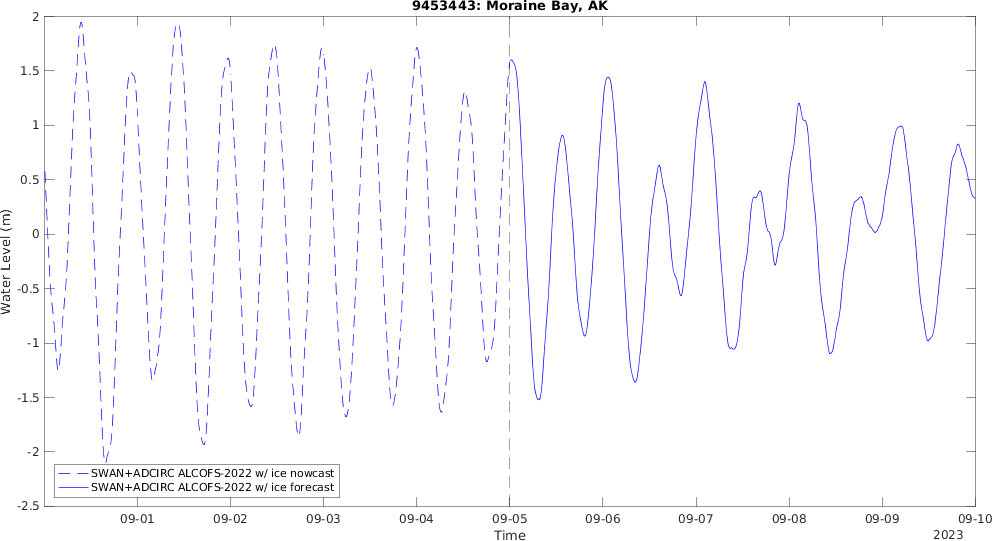 9453443: Moraine Bay, AK
2
1.5
1
0.5
0
-0.5
-1
-1.5
-2
-2.5
Water Level (m)
SWAN+ADCIRC ALCOFS-2022 w/ ice nowcast
SWAN+ADCIRC ALCOFS-2022 w/ ice forecast
09-01 09-02 09-03 09-04 09-05 09-06 09-07 09-08 09-09 09-10
Time
2023